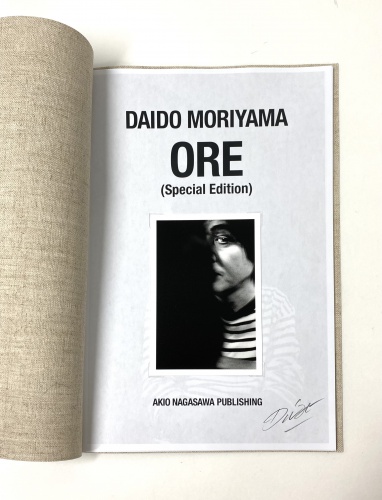 DAIDO MORIYAMA
ORE
(Special Edition)
AKIO NAGASAWA PUBLISHING